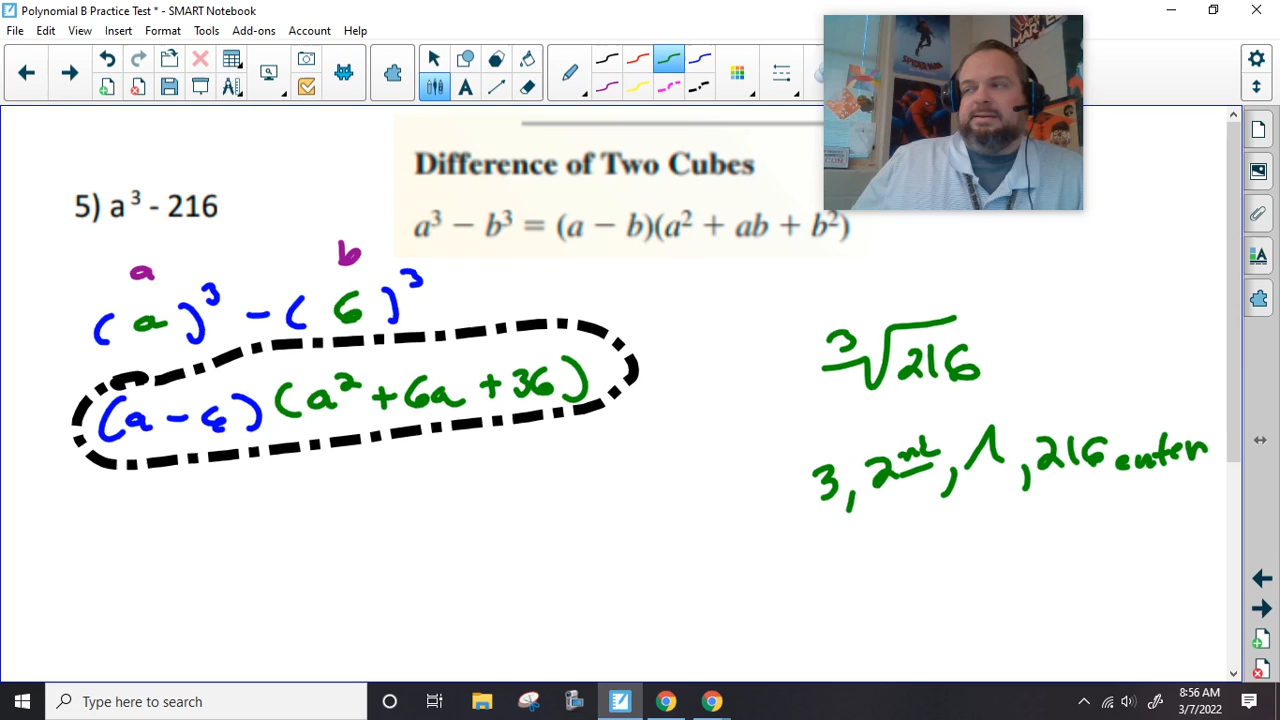 Polynomial B Practice Test * - SMART Notebook
File Edit View Insert Format Tools Add-ons Account Help
Difference of Two Cubes
a³ − b³ = (a − b)(a² + ab + b²)
5) a³ - 216
a b
(a)³ - (6)³
(a - 6)(a² + 6a + 36)
³√216
3, 2nd, ^, 216 enter
Type here to search
8:56 AM
3/7/2022